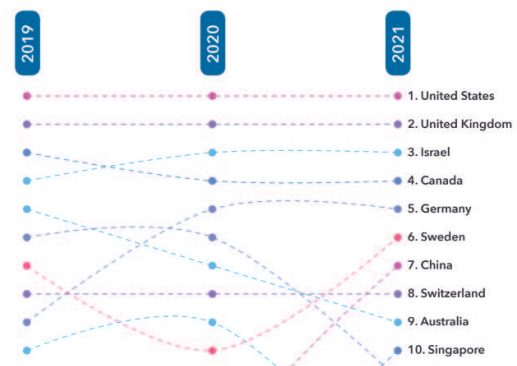 2019
2020
2021
1. United States
2. United Kingdom
3. Israel
4. Canada
5. Germany
6. Sweden
7. China
8. Switzerland
9. Australia
10. Singapore